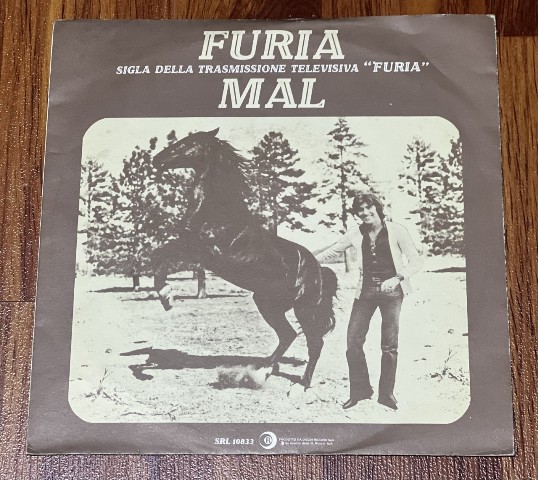 FURIA
SIGLA DELLA TRASMISSIONE TELEVISIVA "FURIA"
MAL
SRL 10833
R